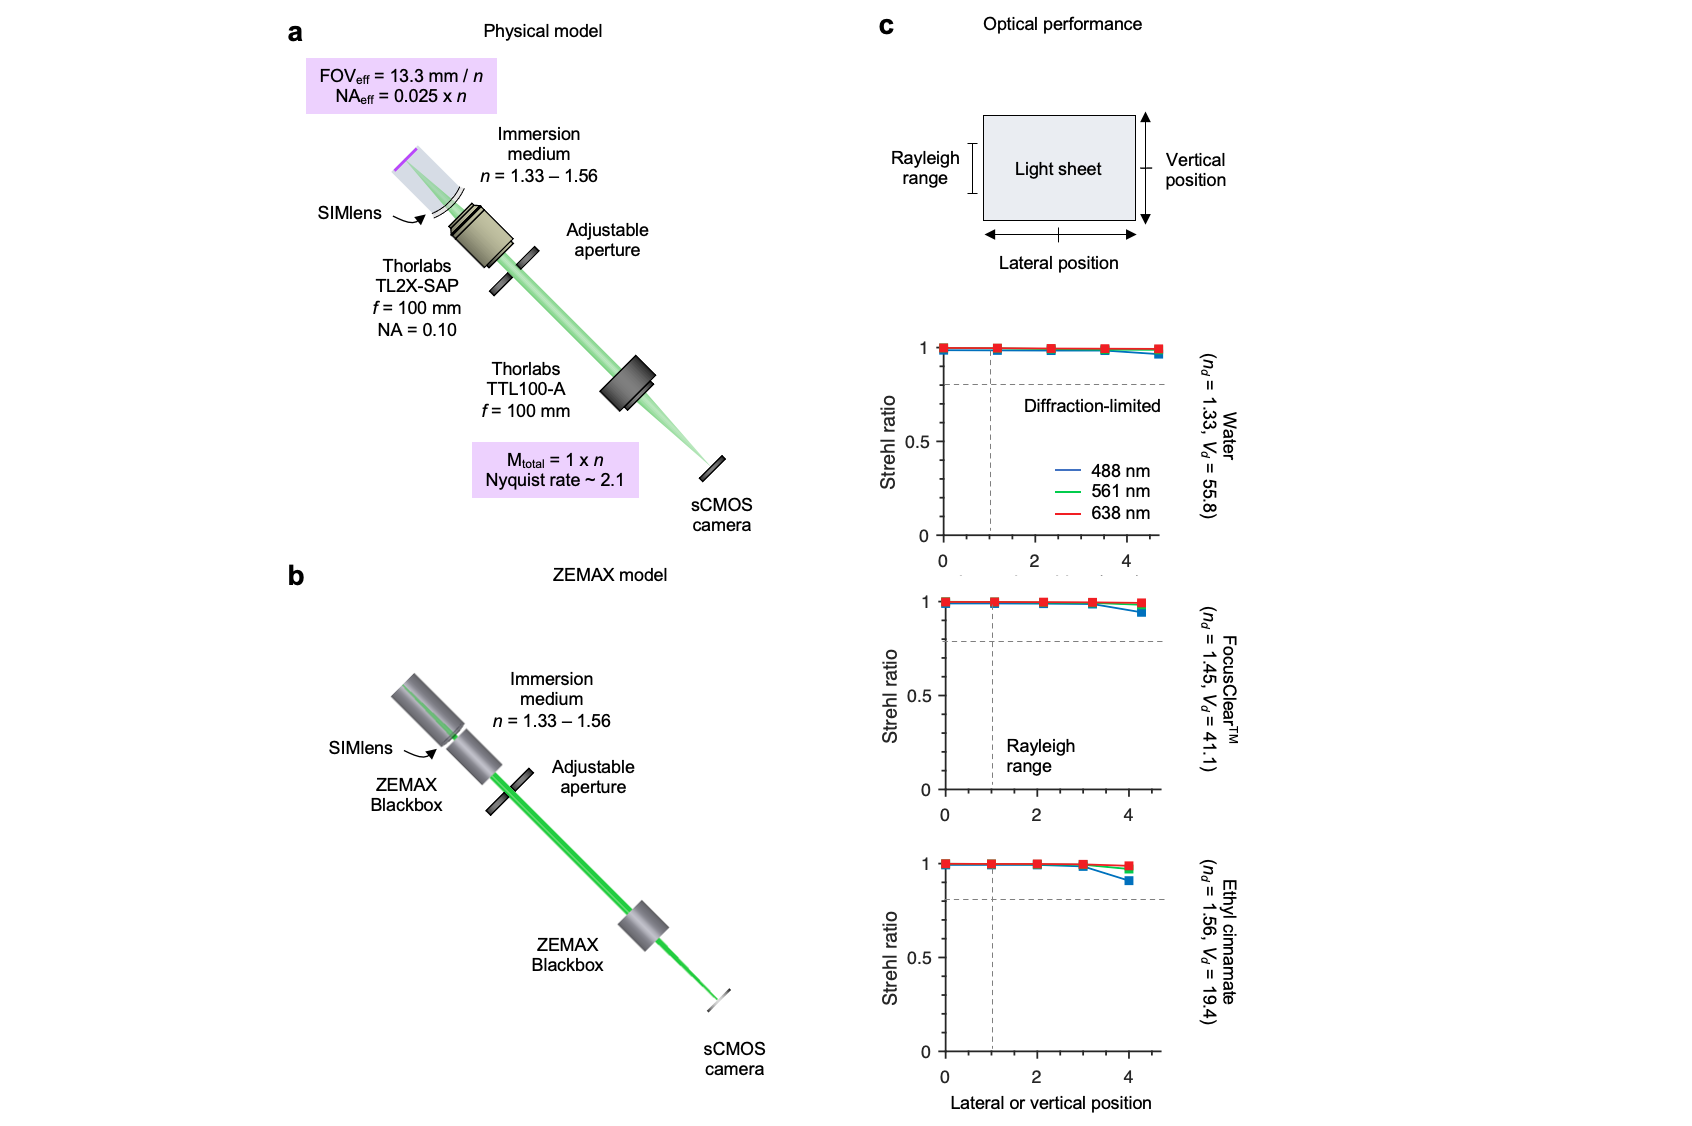 a
Physical model
FOVeff = 13.3 mm / n
NAeff = 0.025 x n
Immersion
medium
n = 1.33 – 1.56
SIMlens
Adjustable
aperture
Thorlabs
TL2X-SAP
f = 100 mm
NA = 0.10
Thorlabs
TTL100-A
f = 100 mm
Mtotal = 1 x n
Nyquist rate ~ 2.1
sCMOS
camera
b
ZEMAX model
Immersion
medium
n = 1.33 – 1.56
SIMlens
ZEMAX
Blackbox
Adjustable
aperture
ZEMAX
Blackbox
sCMOS
camera
c
Optical performance
Rayleigh
range
Light sheet
Vertical
position
Lateral position
Strehl ratio
1
0.5
0
0 2 4
Diffraction-limited
488 nm
561 nm
638 nm
Water
(nd = 1.33, Vd = 55.8)
Strehl ratio
1
0.5
0
0 2 4
Rayleigh
range
FocusClear™
(nd = 1.45, Vd = 41.1)
Strehl ratio
1
0.5
0
0 2 4
Ethyl cinnamate
(nd = 1.56, Vd = 19.4)
Lateral or vertical position